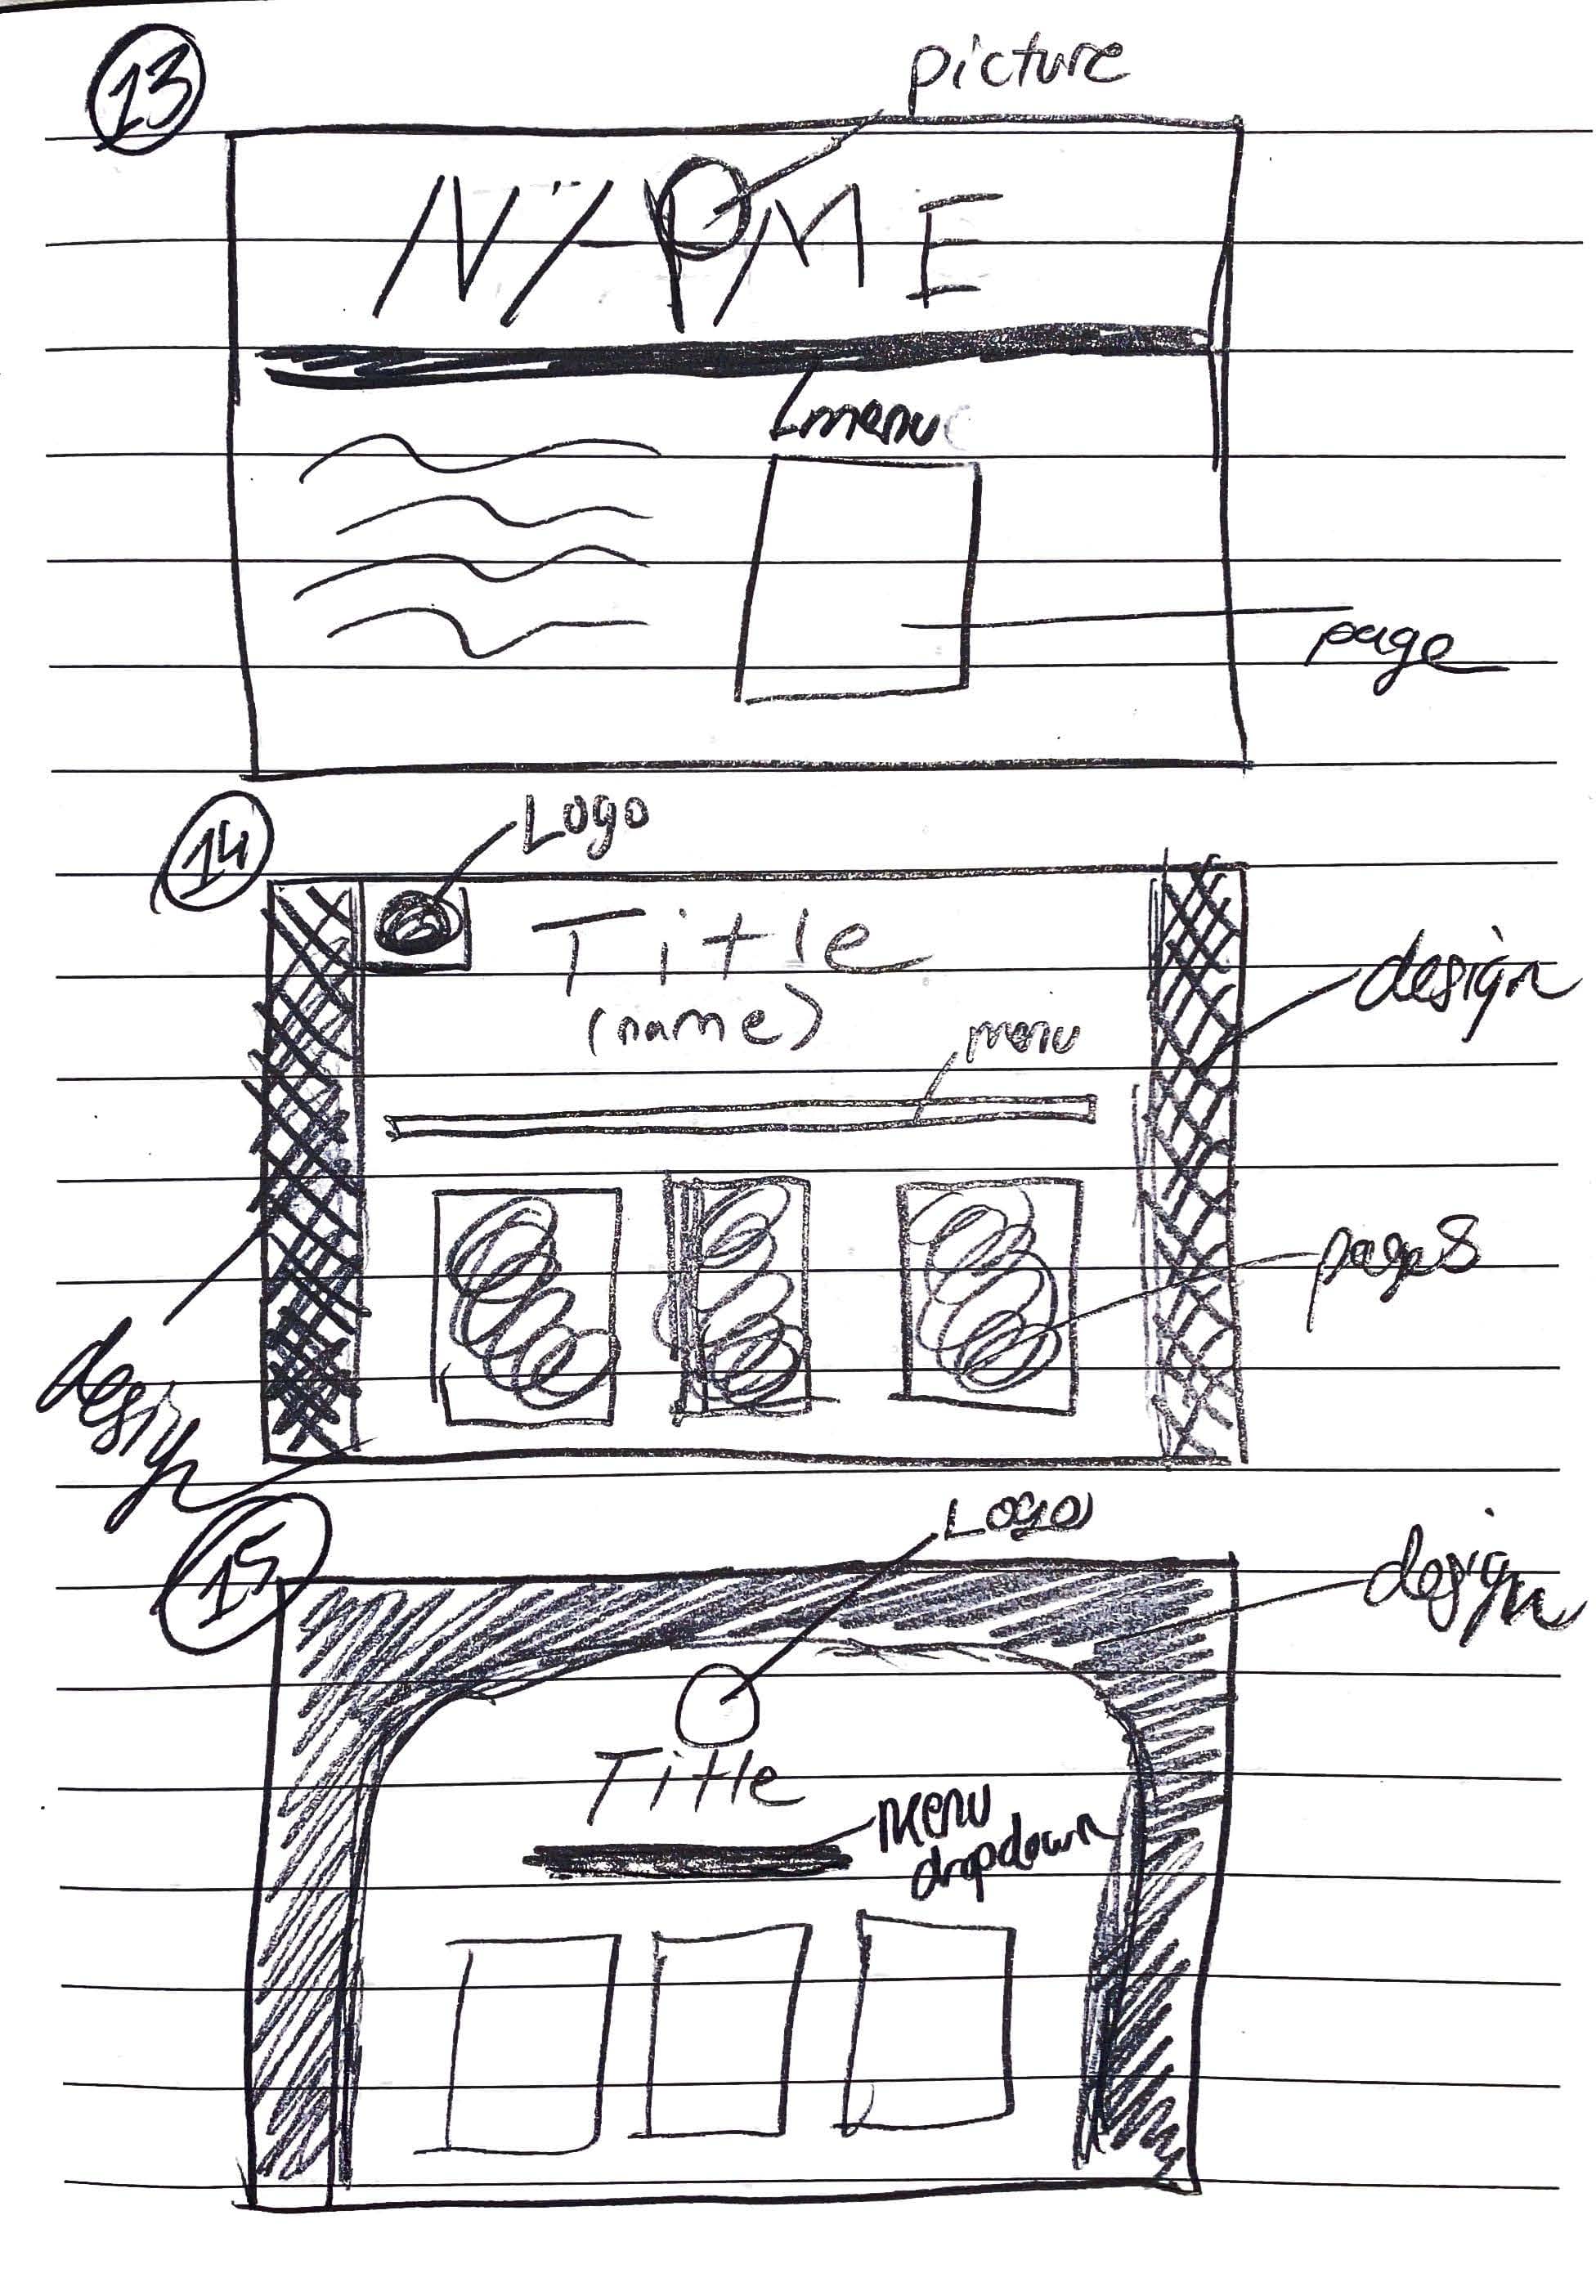 13
picture
NAME
menu
page
14
Logo
Title
(name)
menu
design
pages
design
15
Logo
design
Title
menu
dropdown